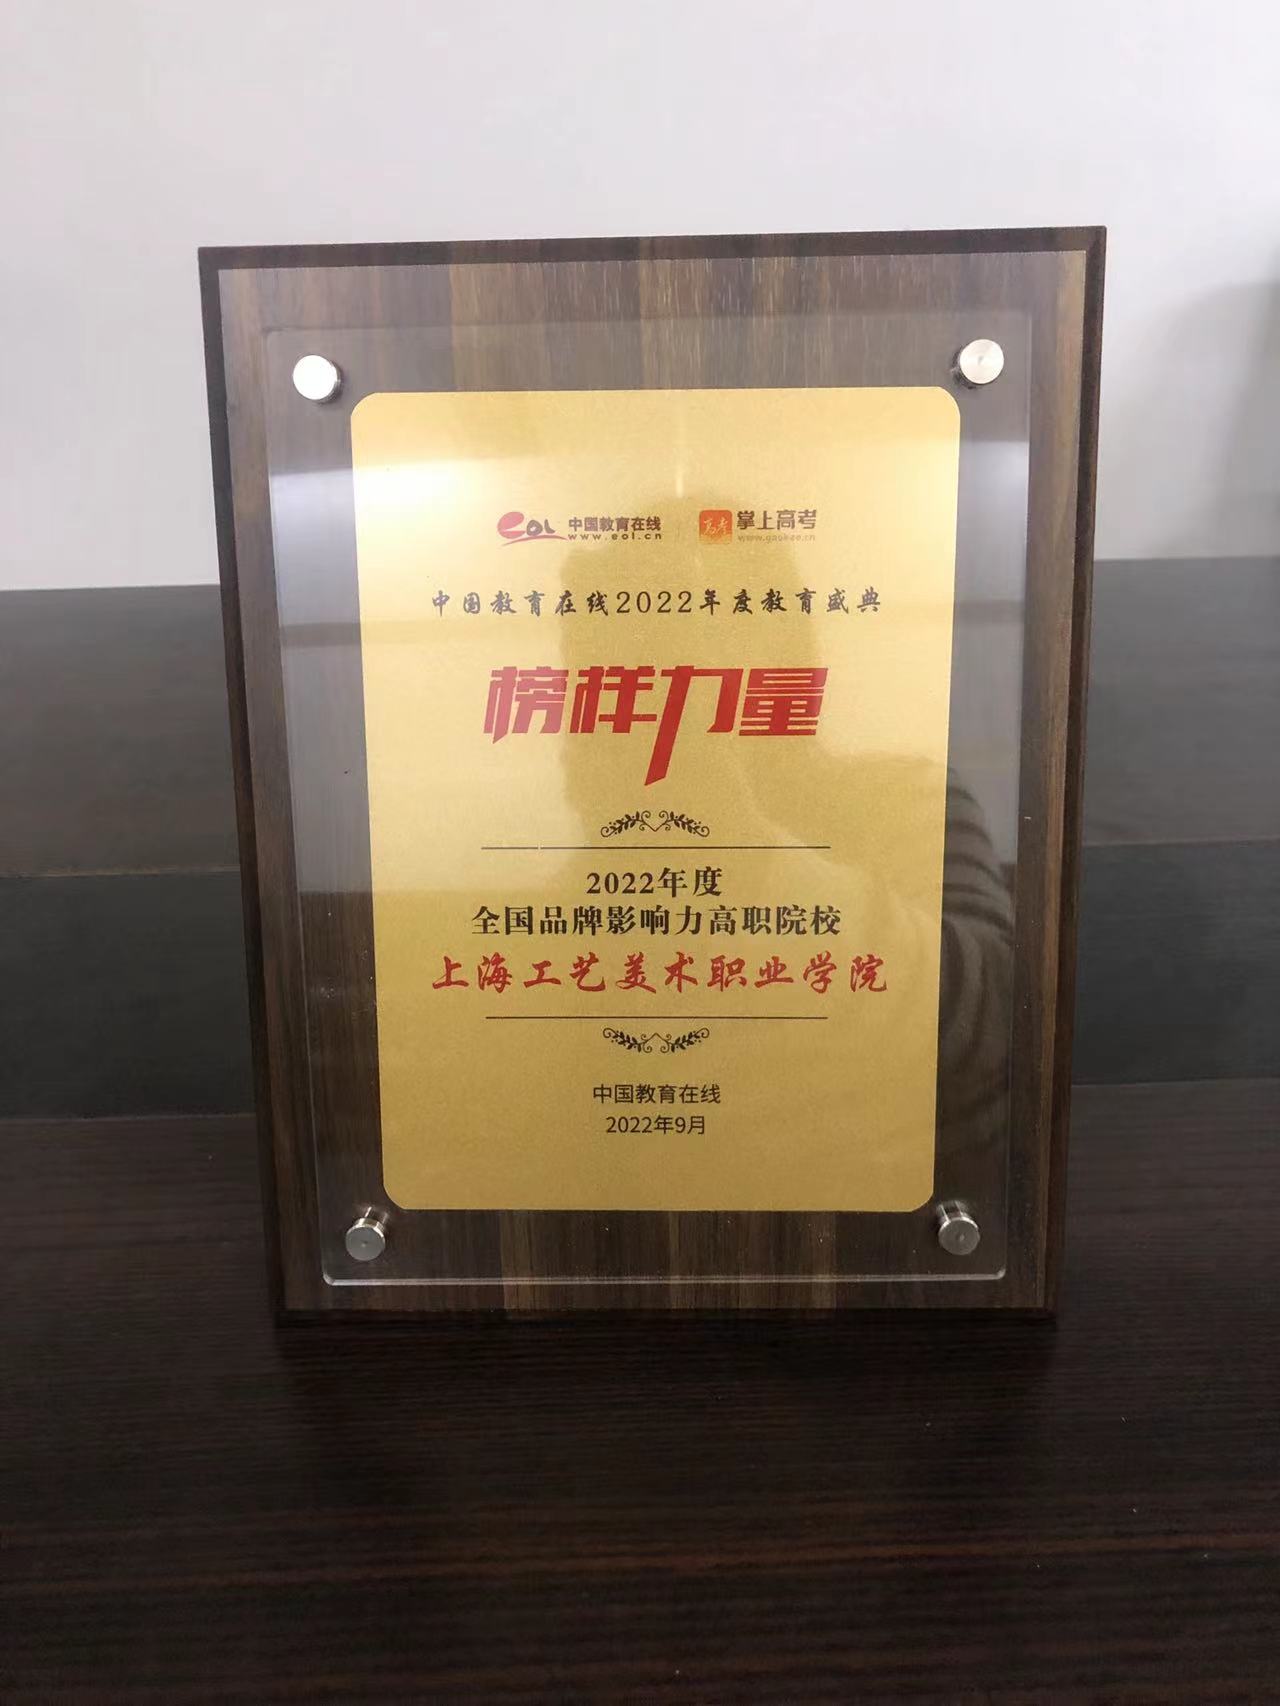 eoL 中国教育在线 高考 掌上高考
www.eol.cn www.gaokao.cn
中国教育在线2022年度教育盛典
榜样力量
2022年度
全国品牌影响力高职院校
上海工艺美术职业学院
中国教育在线
2022年9月